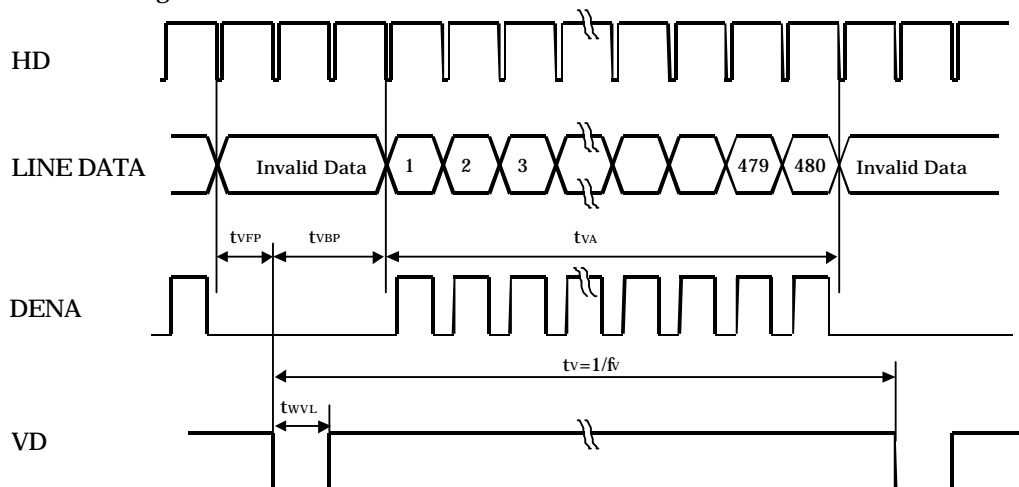 HD
LINE DATA
Invalid Data 1 2 3 479 480 Invalid Data
tVFP tVBP tVA
DENA
tV=1/fV
tWVL
VD